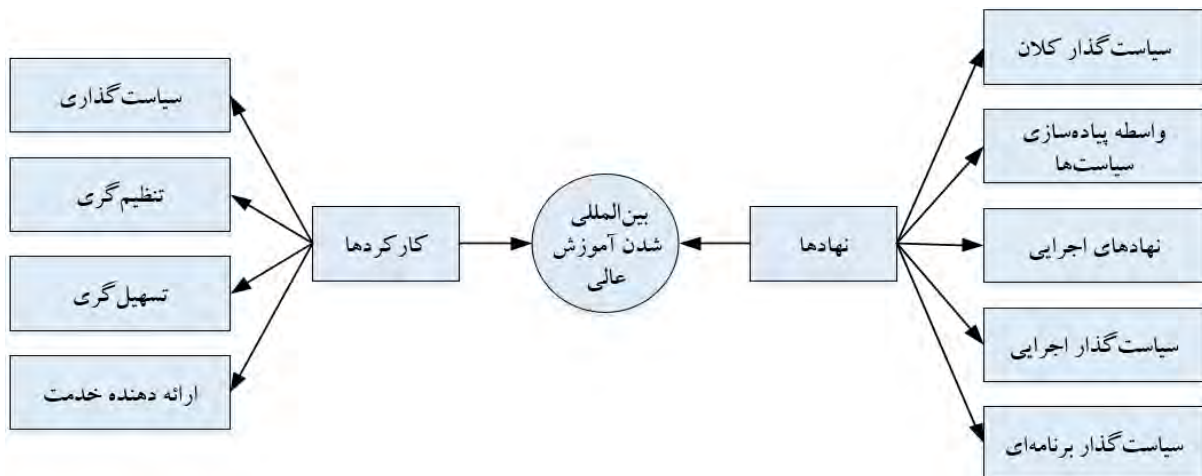 سیاست‌گذار کلان
واسطه پیاده‌سازی
سیاست‌ها
نهادهای اجرایی
سیاست‌گذار اجرایی
سیاست‌گذار برنامه‌ای
نهادها
بین‌المللی
شدن آموزش
عالی
کارکردها
سیاست‌گذاری
تنظیم‌گری
تسهیل‌گری
ارائه دهنده خدمت